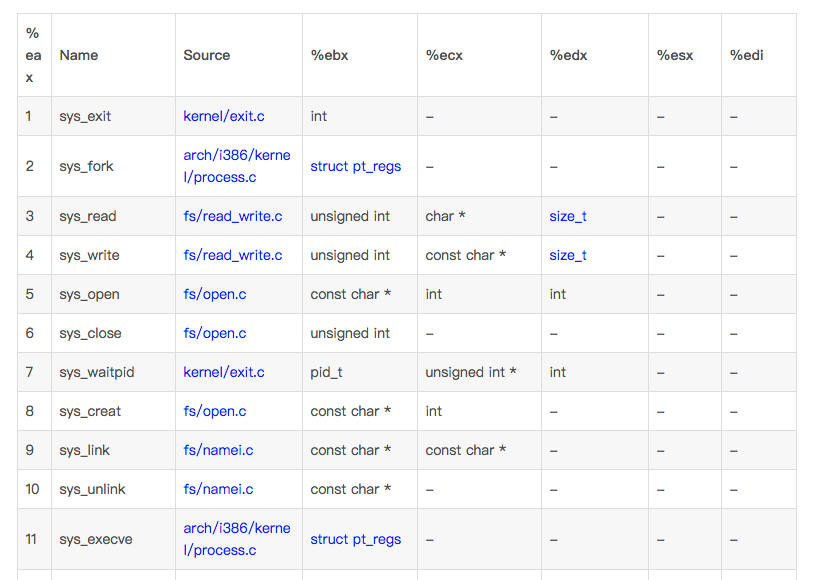 % ea x Name Source %ebx %ecx %edx %esx %edi
1 sys_exit kernel/exit.c int – – – –
2 sys_fork arch/i386/kerne l/process.c struct pt_regs – – – –
3 sys_read fs/read_write.c unsigned int char * size_t – –
4 sys_write fs/read_write.c unsigned int const char * size_t – –
5 sys_open fs/open.c const char * int int – –
6 sys_close fs/open.c unsigned int – – – –
7 sys_waitpid kernel/exit.c pid_t unsigned int * int – –
8 sys_creat fs/open.c const char * int – – –
9 sys_link fs/namei.c const char * const char * – – –
10 sys_unlink fs/namei.c const char * – – – –
11 sys_execve arch/i386/kerne l/process.c struct pt_regs – – – –